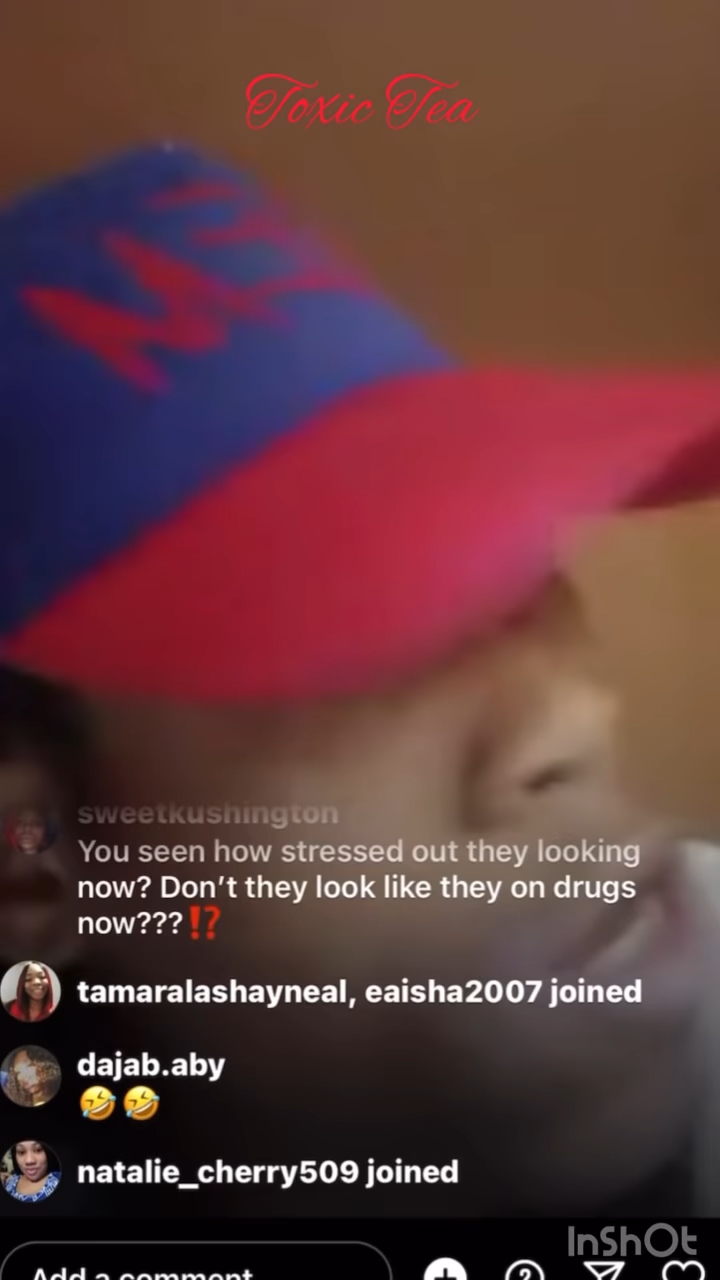 Toxic Tea
sweetkushington
You seen how stressed out they looking
now? Don’t they look like they on drugs
now???⁉️
tamaralashayneal, eaisha2007 joined
dajab.aby
🤣🤣
natalie_cherry509 joined
Add a comment
InShOt